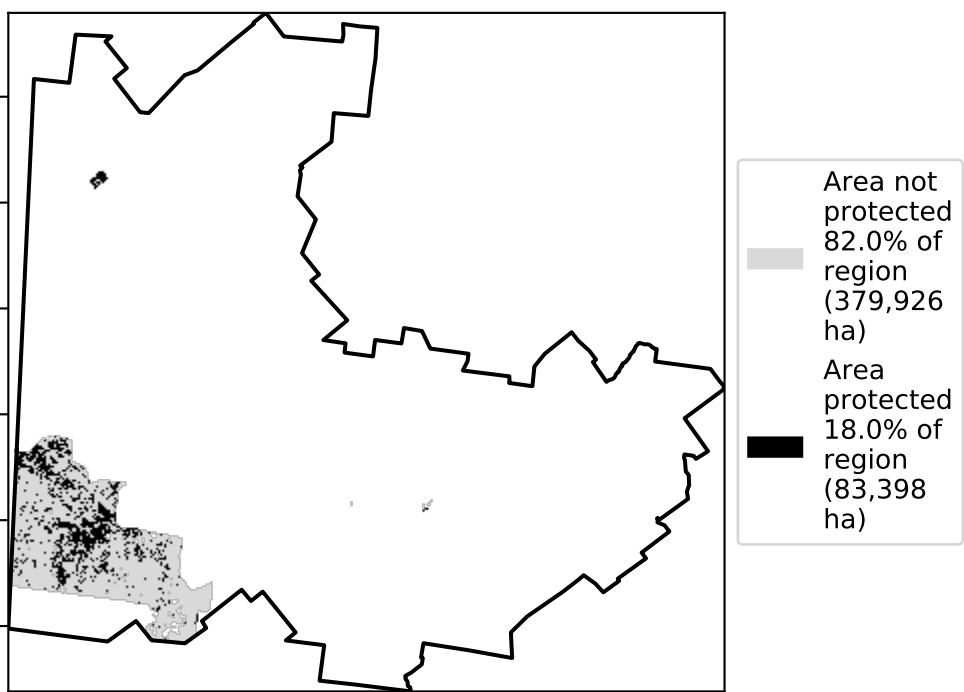 Area not
protected
82.0% of
region
(379,926
ha)
Area
protected
18.0% of
region
(83,398
ha)